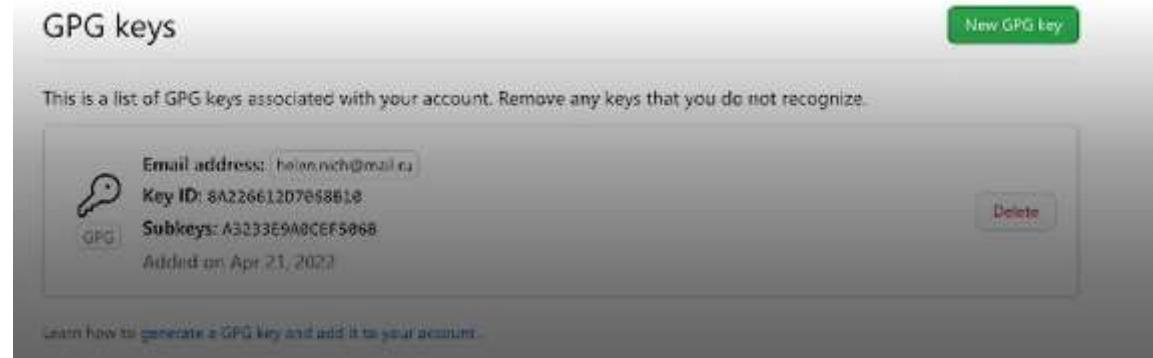 GPG keys
New GPG key
This is a list of GPG keys associated with your account. Remove any keys that you do not recognize.
Email address: helen.nich@mail.ru
Key ID:
Subkeys:
GPG
Added on Apr 21, 2022
Delete
Learn how to generate a GPG key and add it to your account.